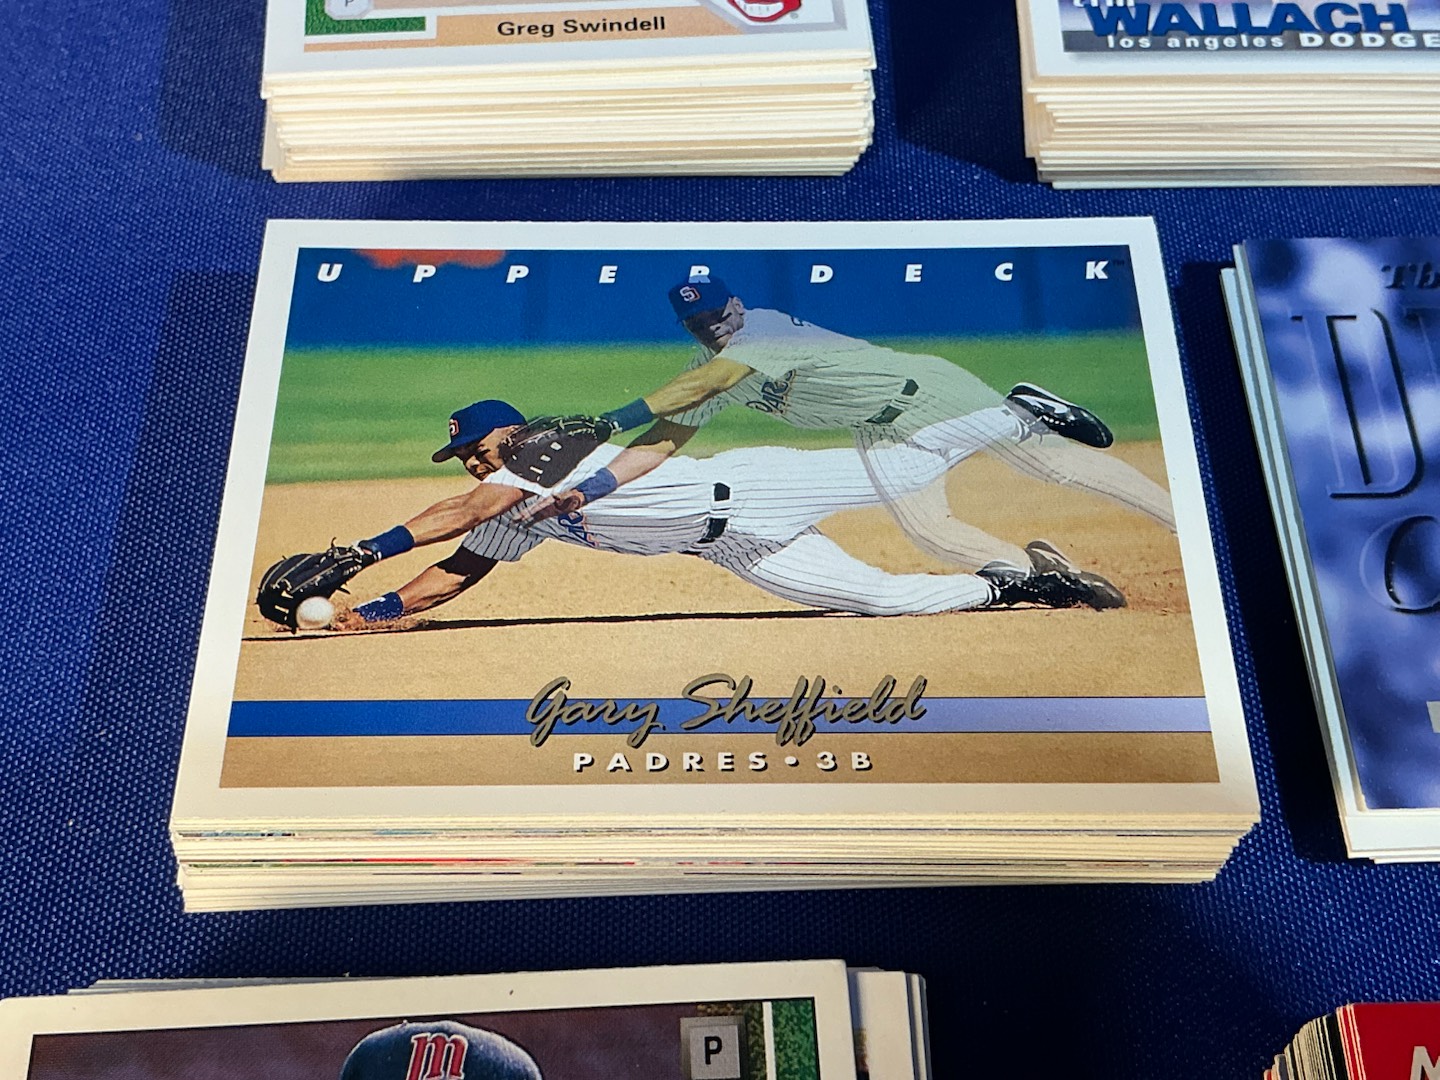 P
Greg Swindell
WALLACH
los angeles DODGE
UPPER DECK
Gary Sheffield
PADRES • 3B
P
m
M